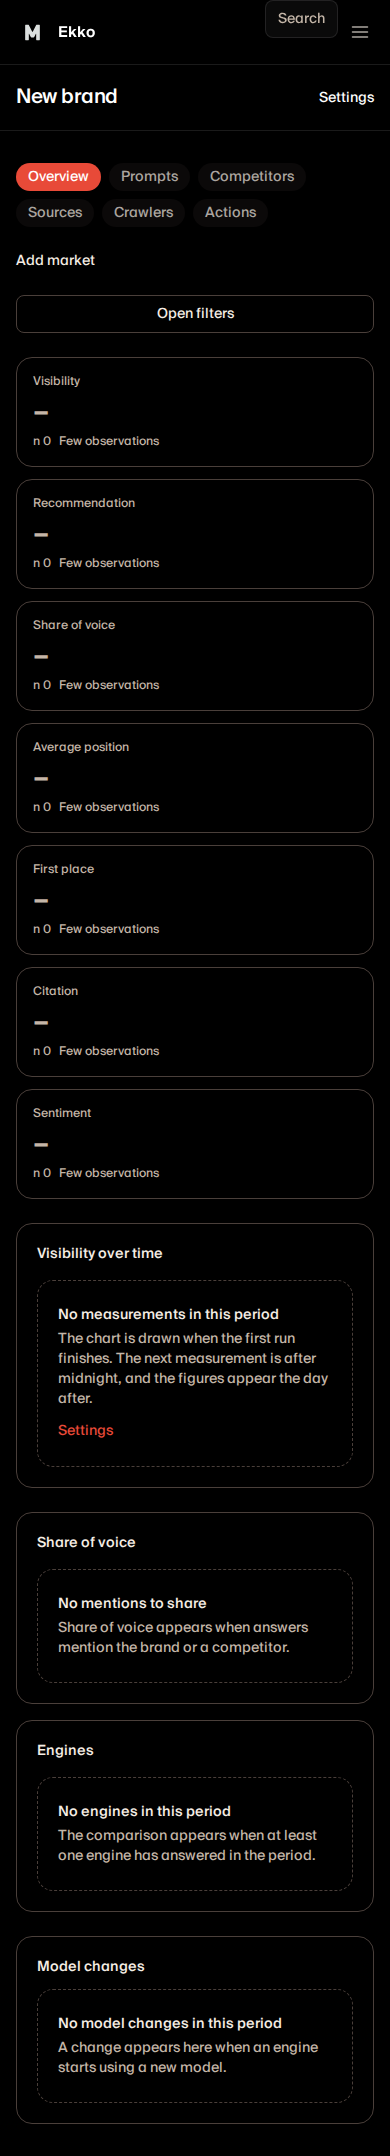 Ekko
Search
New brand
Settings
Overview
Prompts
Competitors
Sources
Crawlers
Actions
Add market
Open filters
Visibility
–
n 0 Few observations
Recommendation
–
n 0 Few observations
Share of voice
–
n 0 Few observations
Average position
–
n 0 Few observations
First place
–
n 0 Few observations
Citation
–
n 0 Few observations
Sentiment
–
n 0 Few observations
Visibility over time
No measurements in this period
The chart is drawn when the first run
finishes. The next measurement is after
midnight, and the figures appear the day
after.
Settings
Share of voice
No mentions to share
Share of voice appears when answers
mention the brand or a competitor.
Engines
No engines in this period
The comparison appears when at least
one engine has answered in the period.
Model changes
No model changes in this period
A change appears here when an engine
starts using a new model.